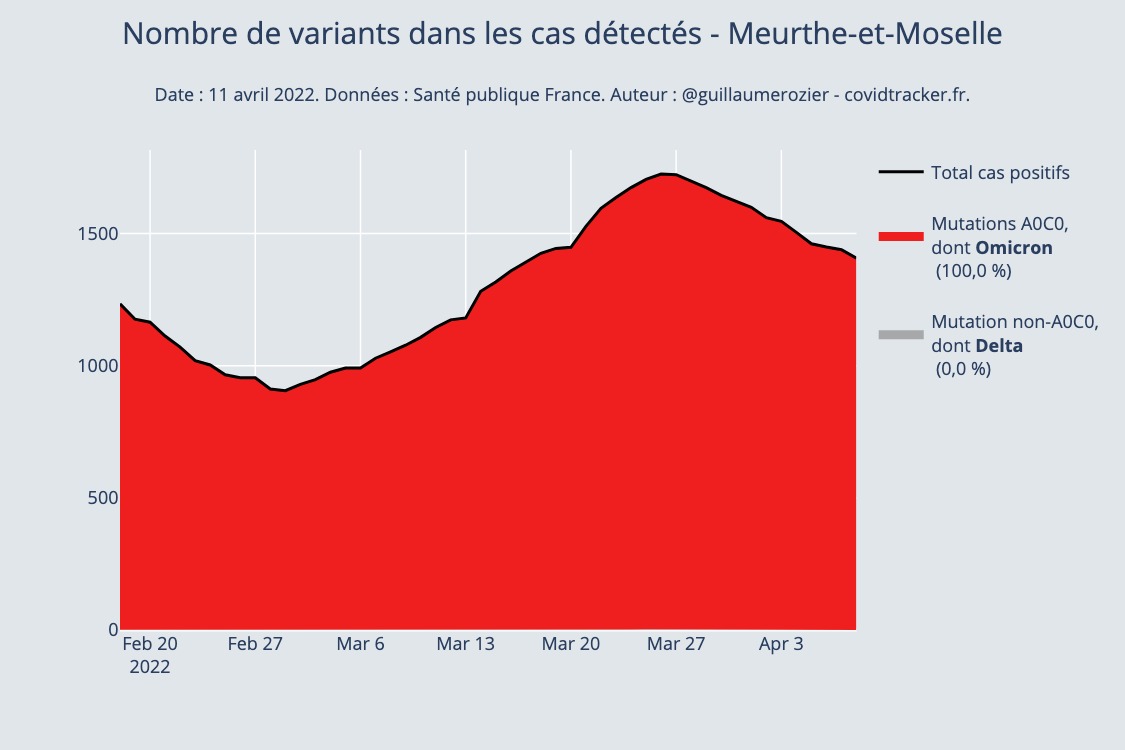 Nombre de variants dans les cas détectés - Meurthe-et-Moselle
Date : 11 avril 2022. Données : Santé publique France. Auteur : @guillaumerozier - covidtracker.fr.
Total cas positifs
Mutations A0C0,
dont Omicron
(100,0 %)
Mutation non-A0C0,
dont Delta
(0,0 %)
1500
1000
500
0
Feb 20 Feb 27 Mar 6 Mar 13 Mar 20 Mar 27 Apr 3
2022